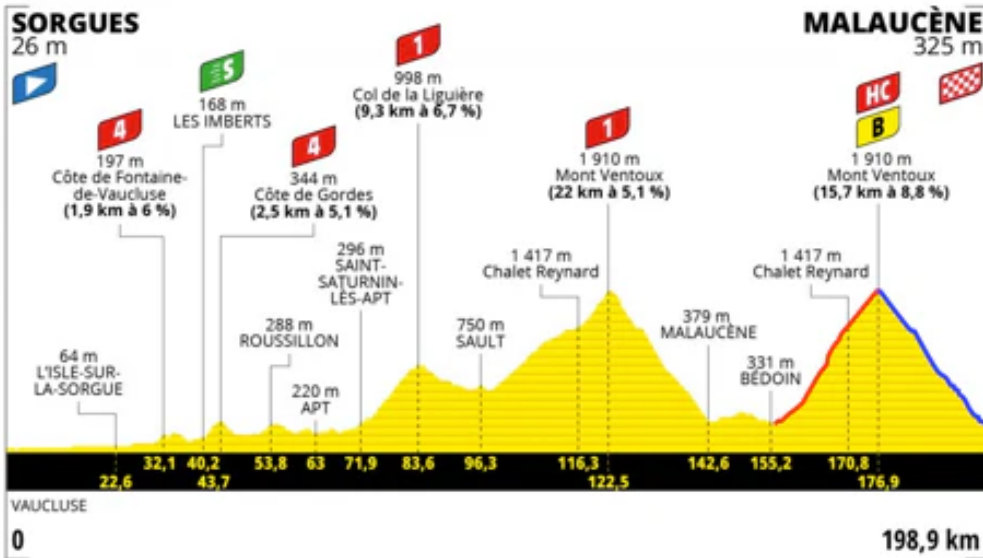 SORGUES
26 m
MALAUCÈNE
325 m
4
197 m
Côte de Fontaine-
de-Vaucluse
(1,9 km à 6 %)
S
168 m
LES IMBERTS
4
344 m
Côte de Gordes
(2,5 km à 5,1 %)
1
998 m
Col de la Liguière
(9,3 km à 6,7 %)
1
1 910 m
Mont Ventoux
(22 km à 5,1 %)
HC
B
1 910 m
Mont Ventoux
(15,7 km à 8,8 %)
64 m
L'ISLE-SUR-
LA-SORGUE
288 m
ROUSSILLON
220 m
APT
296 m
SAINT-
SATURNIN-
LÈS-APT
750 m
SAULT
1 417 m
Chalet Reynard
379 m
MALAUCÈNE
331 m
BÉDOIN
1 417 m
Chalet Reynard
32,1 40,2 53,8 63 71,9 83,6 96,3 116,3 142,6 155,2 170,8
22,6 43,7 122,5 176,9
VAUCLUSE
0 198,9 km